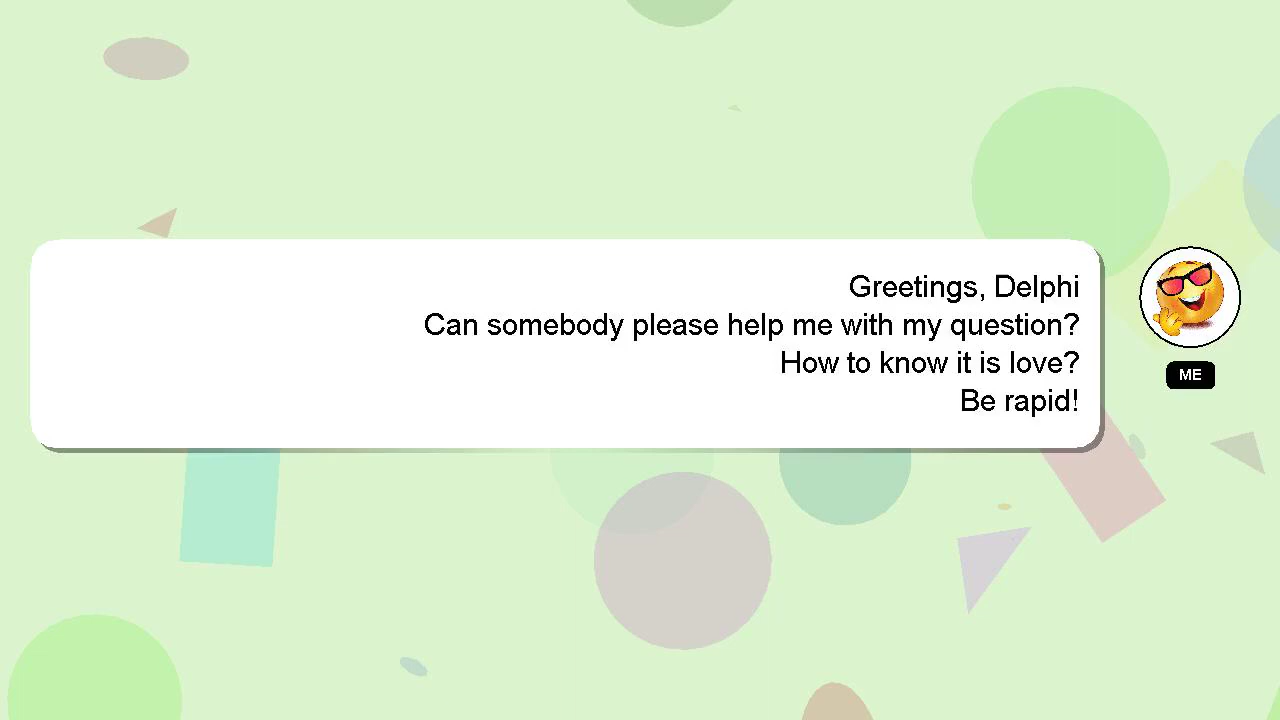 Greetings, Delphi
Can somebody please help me with my question?
How to know it is love?
Be rapid!
ME